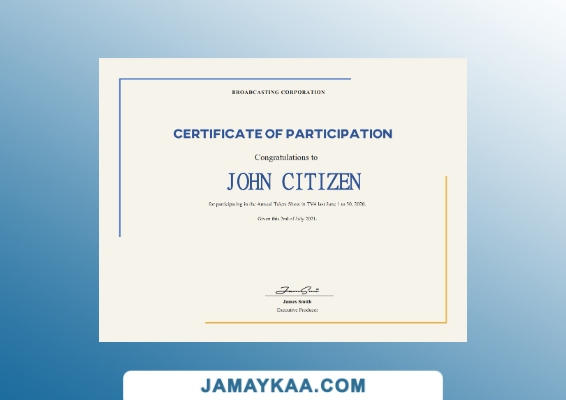 BROADCASTING CORPORATION
CERTIFICATE OF PARTICIPATION
Congratulations to
JOHN CITIZEN
for participating in the Annual Talent Show in TV4 last June 1 to 30, 2020.
Given this 2nd of July 2021.
James Smith
Executive Producer
JAMAYKAA.COM